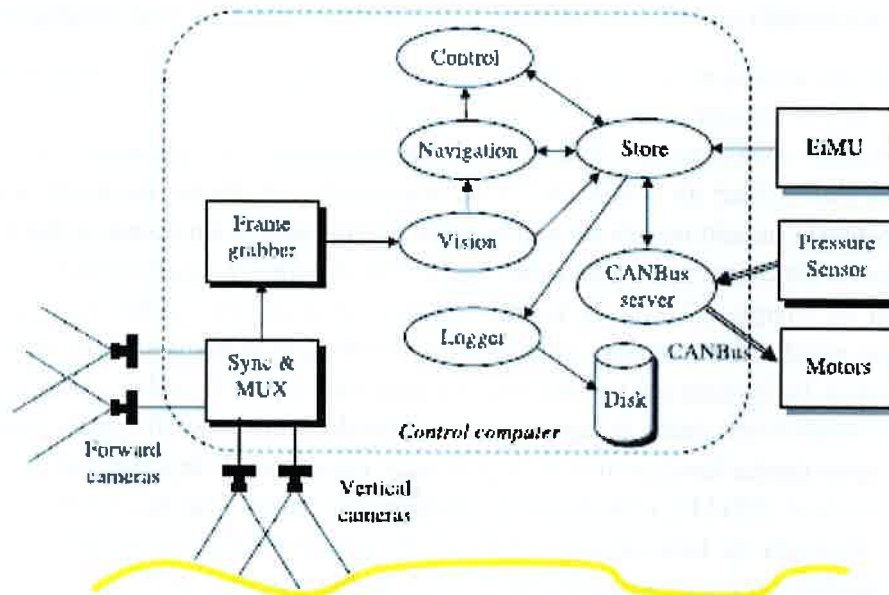 Control
Navigation
Store
EiMU
Frame
grabber
Vision
Pressure
Sensor
CANBus
server
Logger
CANBus
Motors
Sync &
MUX
Disk
Control computer
Forward
cameras
Vertical
cameras